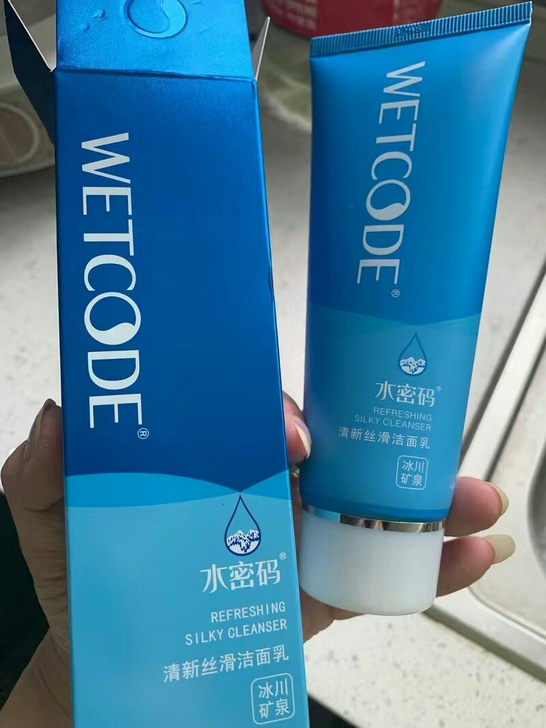 WETCODE®
水密码®
REFRESHING
SILKY CLEANSER
清新丝滑洁面乳
冰川
矿泉
WETCODE®
水密码®
REFRESHING
SILKY CLEANSER
清新丝滑洁面乳
冰川
矿泉